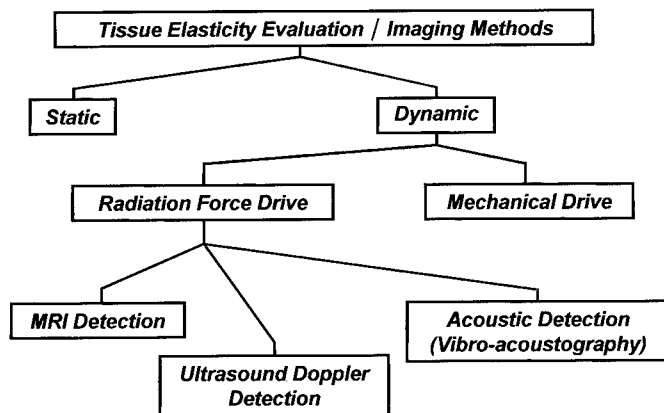 Tissue Elasticity Evaluation / Imaging Methods
Static
Dynamic
Radiation Force Drive
Mechanical Drive
MRI Detection
Acoustic Detection
(Vibro-acoustography)
Ultrasound Doppler
Detection